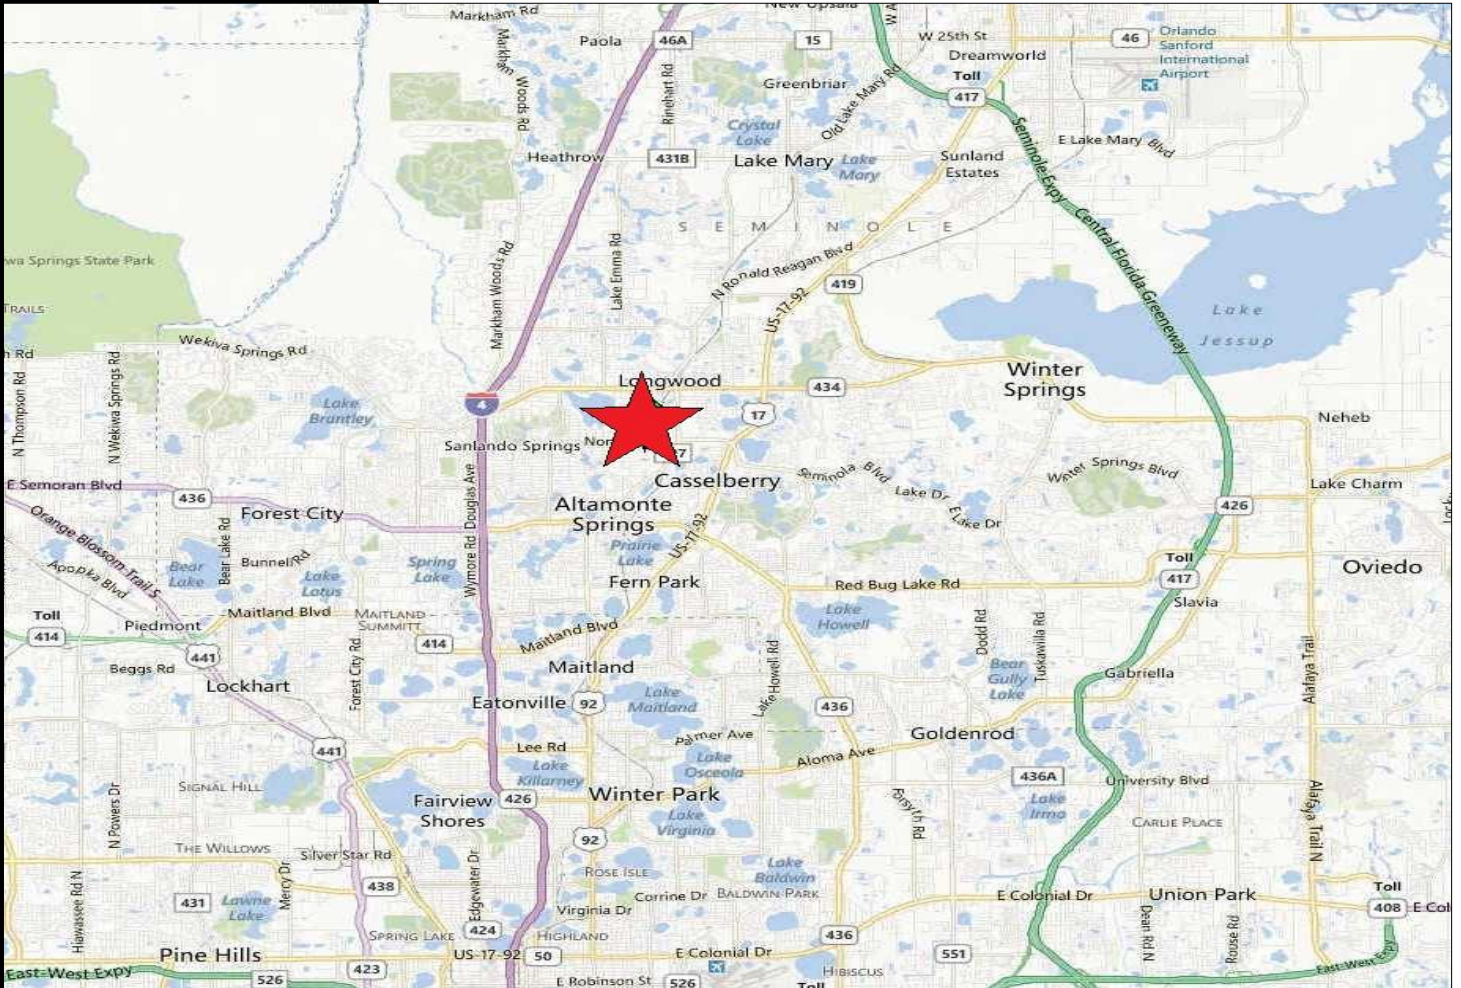 Markham Rd
New Upsala
W A
Paola
46A
15
W 25th St
46
Orlando
Sanford
International
Airport
Dreamworld
Markham
Woods Rd
Rinehart Rd
Greenbriar
Old Lake Mary Rd
Toll
417
Crystal
Lake
Seminole Expy
E Lake Mary Blvd
Heathrow
431B
Lake Mary
Lake
Mary
Sunland
Estates
SEMINOLE
Central Florida Greeneway
wa Springs State Park
Markham Woods Rd
Lake Emma Rd
N Ronald Reagan Blvd
419
US-17-92
TRAILS
Lake
Jessup
h Rd
Wekiva Springs Rd
N Thompson Rd
N Wekiwa Springs Rd
Longwood
434
Winter
Springs
4
Lake
Brantley
17
Neheb
Sanlando Springs
Nor
Casselberry
Seminola Blvd
Lake Dr
E Lake Dr
Winter Springs Blvd
Lake Charm
E Semoran Blvd
436
Forest City
Wymore Rd
Douglas Ave
Altamonte
Springs
US-17-92
426
Orange Blossom Trail S
Apopka Blvd
Bear
Lake
Bear Lake Rd
Bunnell Rd
Lake
Lotus
Spring
Lake
Prairie
Lake
Fern Park
Red Bug Lake Rd
Toll
417
Oviedo
Slavia
Toll
414
Piedmont
Maitland Blvd
MAITLAND
SUMMITT
414
Maitland Blvd
Lake
Howell
Dodd Rd
Tuskawilla Rd
441
Beggs Rd
Lockhart
Forest City Rd
Maitland
Lake Howell Rd
Bear
Gully
Lake
Gabriella
Alafaya Trail
Eatonville
92
Lake
Maitland
436
Goldenrod
441
Lee Rd
Palmer Ave
Aloma Ave
Lake
Killarney
Lake
Osceola
436A
University Blvd
SIGNAL HILL
N Powers Dr
Fairview
Shores
426
Winter Park
Forsyth Rd
Lake
Irma
Alafaya Trail N
Lake
Virginia
CARLIE PLACE
92
THE WILLOWS
Silver Star Rd
Mercy Dr
Edgewater Dr
ROSE ISLE
Lake
Baldwin
438
Hiawassee Rd N
431
Lawne
Lake
Corrine Dr
BALDWIN PARK
E Colonial Dr
Union Park
Toll
408
E Col
Virginia Dr
SPRING LAKE
424
HIGHLAND
436
Dean Rd N
Rouse Rd
Pine Hills
US-17-92
50
E Colonial Dr
551
East-West Expy
526
423
E Robinson St
526
HIBISCUS
Toll
East-West Expy